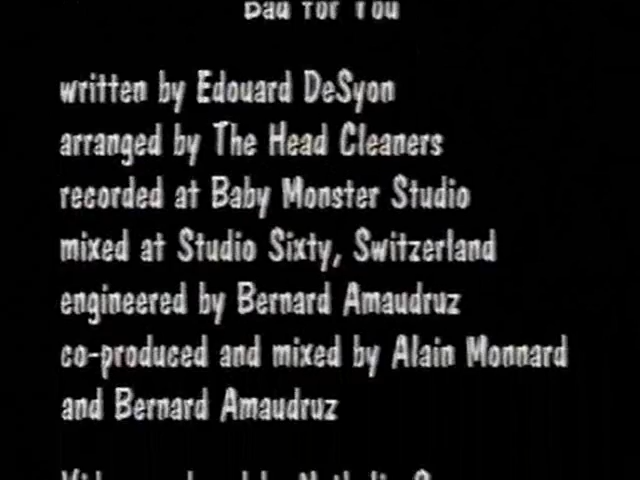 Bad for You
written by Edouard DeSyon
arranged by The Head Cleaners
recorded at Baby Monster Studio
mixed at Studio Sixty, Switzerland
engineered by Bernard Amaudruz
co-produced and mixed by Alain Monnard
and Bernard Amaudruz